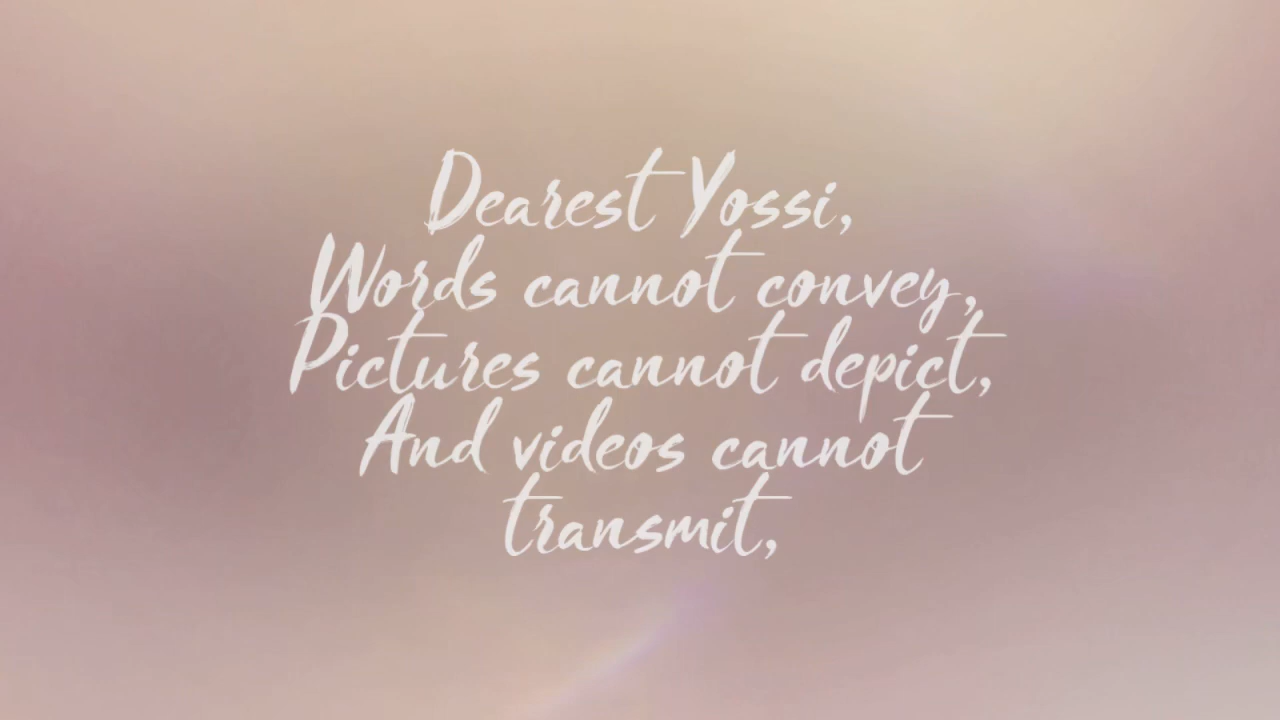 Dearest Yossi,
Words cannot convey,
Pictures cannot depict,
And videos cannot
transmit,